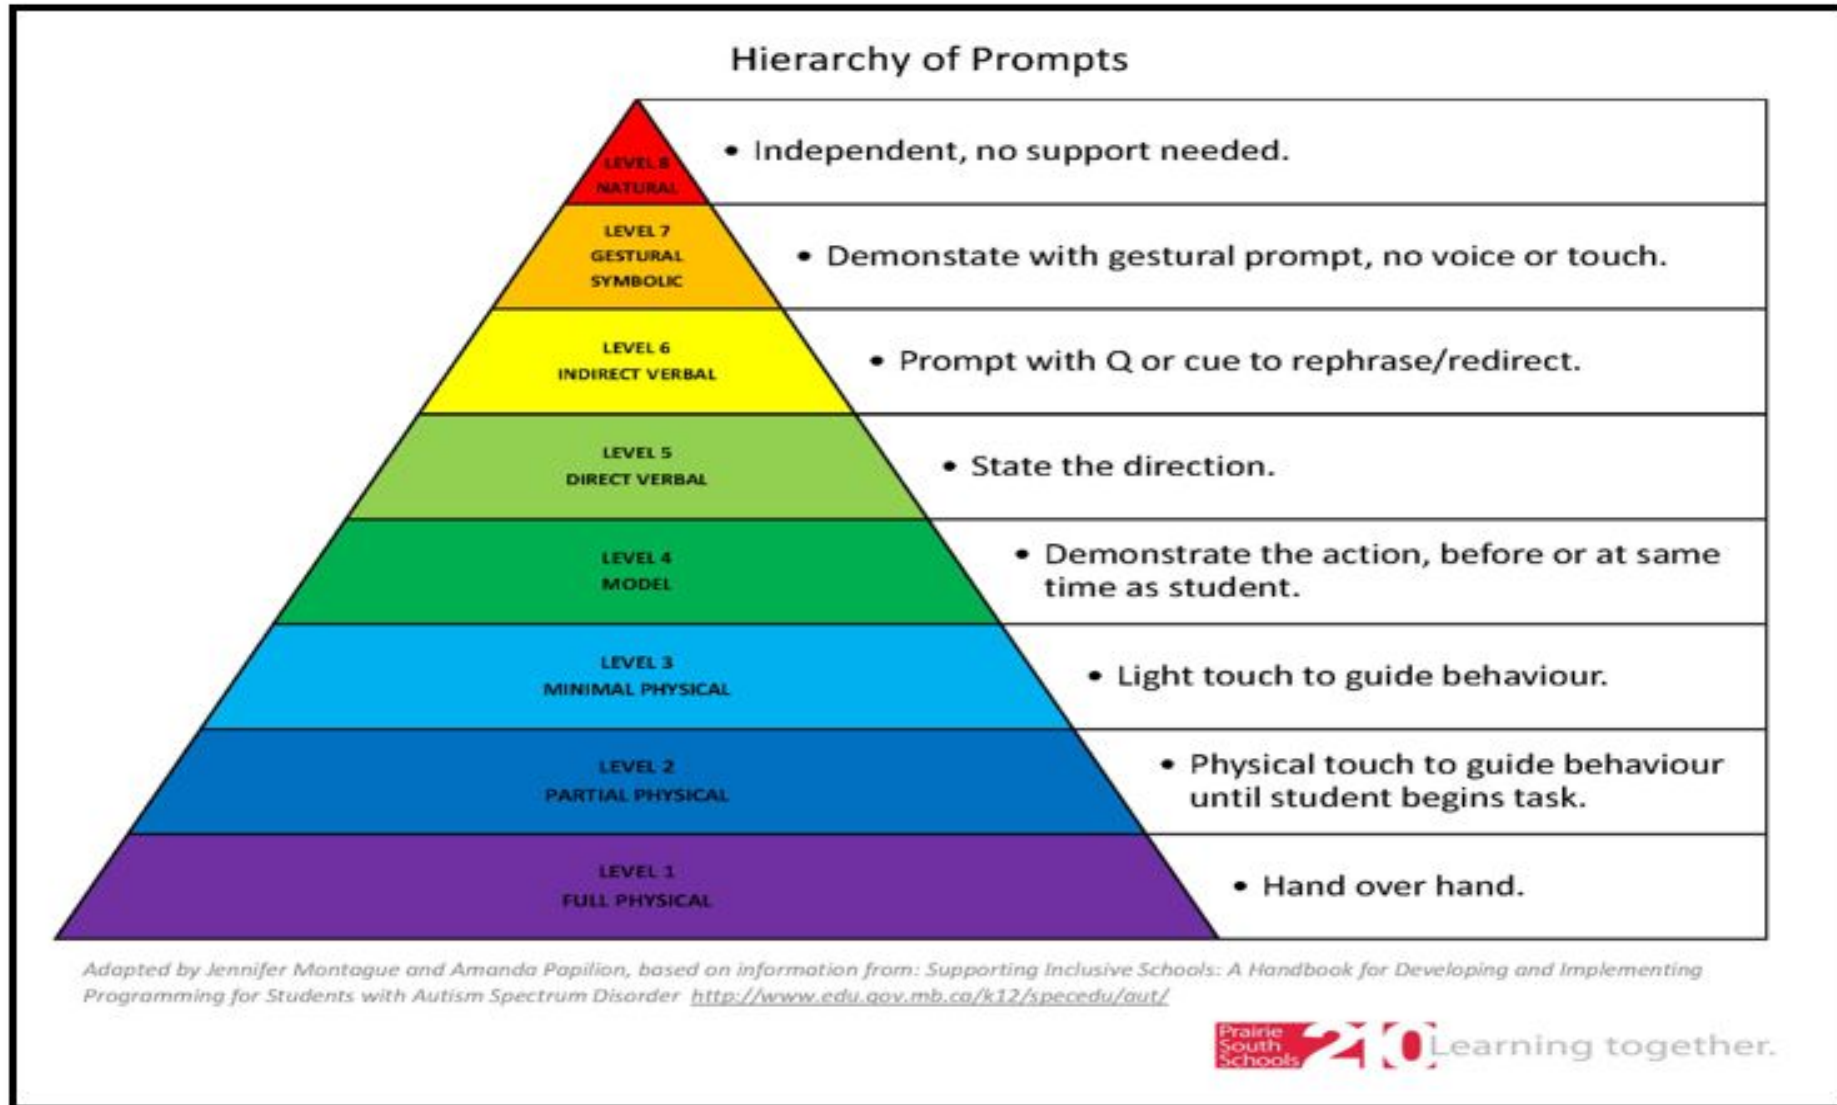 Hierarchy of Prompts
LEVEL 8
NATURAL
• Independent, no support needed.
LEVEL 7
GESTURAL
SYMBOLIC
• Demonstate with gestural prompt, no voice or touch.
LEVEL 6
INDIRECT VERBAL
• Prompt with Q or cue to rephrase/redirect.
LEVEL 5
DIRECT VERBAL
• State the direction.
LEVEL 4
MODEL
• Demonstrate the action, before or at same
time as student.
LEVEL 3
MINIMAL PHYSICAL
• Light touch to guide behaviour.
LEVEL 2
PARTIAL PHYSICAL
• Physical touch to guide behaviour
until student begins task.
LEVEL 1
FULL PHYSICAL
• Hand over hand.
Adapted by Jennifer Montague and Amanda Papilion, based on information from: Supporting Inclusive Schools: A Handbook for Developing and Implementing
Programming for Students with Autism Spectrum Disorder http://www.edu.gov.mb.ca/k12/specedu/aut/
Prairie
South
Schools
210
Learning together.